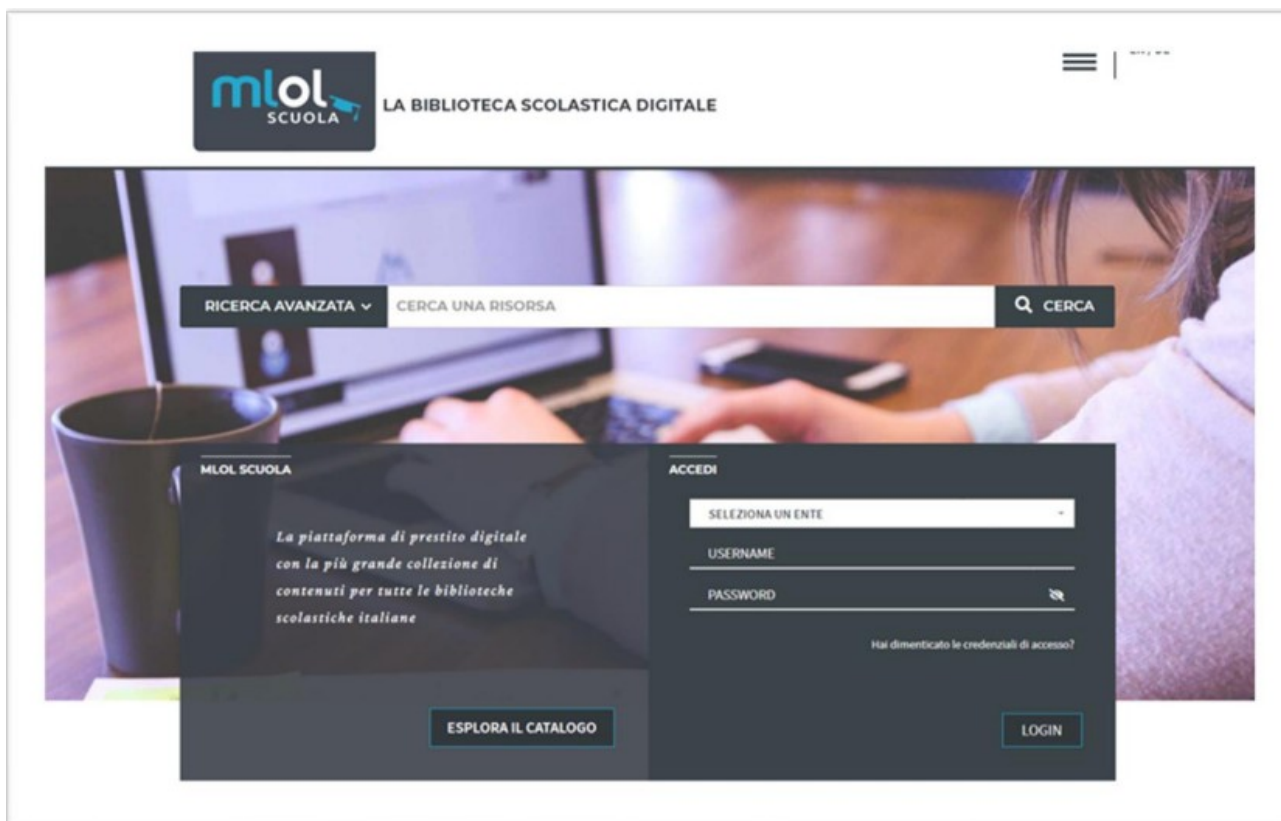 mlol
SCUOLA
LA BIBLIOTECA SCOLASTICA DIGITALE
RICERCA AVANZATA
CERCA UNA RISORSA
CERCA
MLOL SCUOLA
La piattaforma di prestito digitale
con la più grande collezione di
contenuti per tutte le biblioteche
scolastiche italiane
ESPLORA IL CATALOGO
ACCEDI
SELEZIONA UN ENTE
USERNAME
PASSWORD
Hai dimenticato le credenziali di accesso?
LOGIN